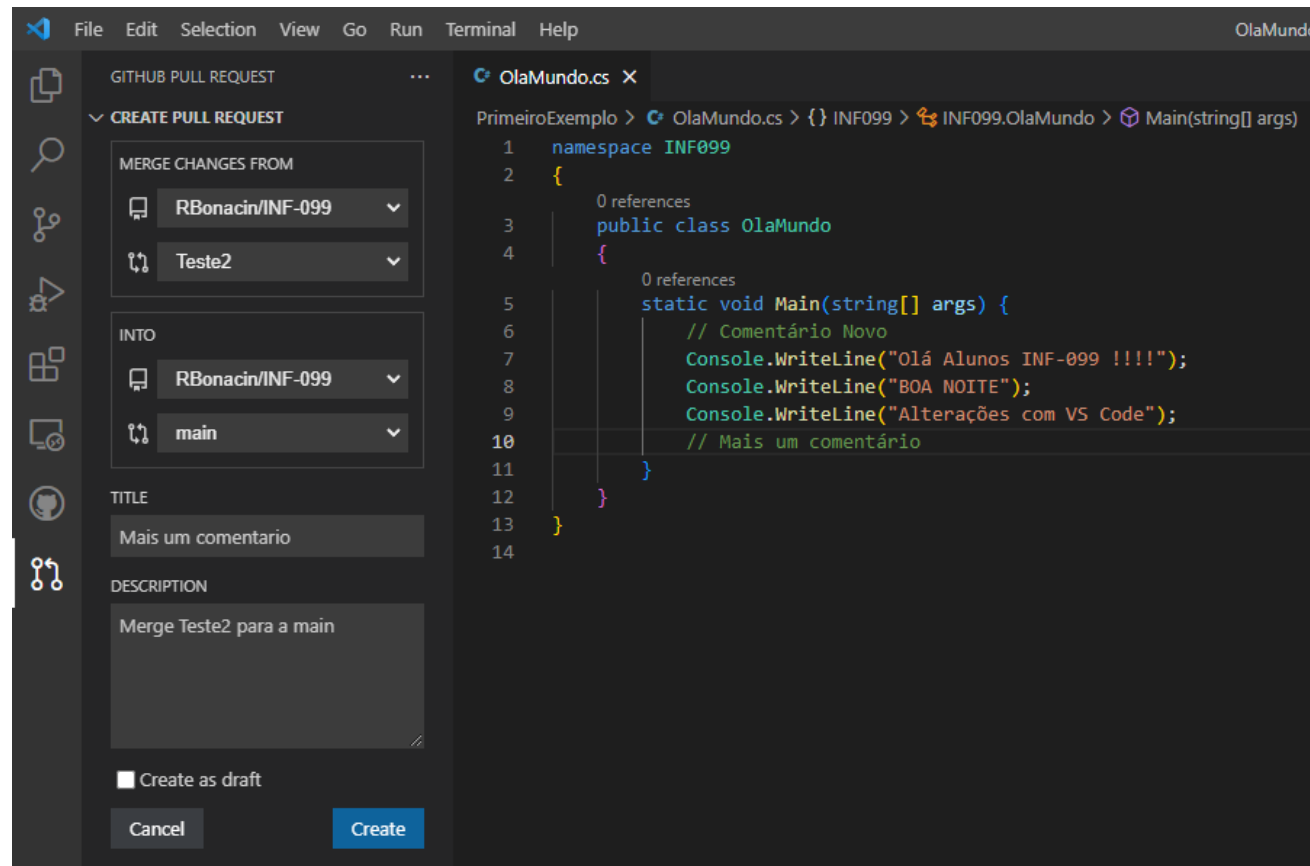 File Edit Selection View Go Run Terminal Help
OlaMundo
GITHUB PULL REQUEST ...
CREATE PULL REQUEST
MERGE CHANGES FROM
RBonacin/INF-099
Teste2
INTO
RBonacin/INF-099
main
TITLE
Mais um comentario
DESCRIPTION
Merge Teste2 para a main
Create as draft
Cancel Create
OlaMundo.cs
PrimeiroExemplo > OlaMundo.cs > {} INF099 > INF099.OlaMundo > Main(string[] args)
1 namespace INF099
2 {
0 references
3 public class OlaMundo
4 {
0 references
5 static void Main(string[] args) {
6 // Comentário Novo
7 Console.WriteLine("Olá Alunos INF-099 !!!!");
8 Console.WriteLine("BOA NOITE");
9 Console.WriteLine("Alterações com VS Code");
10 // Mais um comentário
11 }
12 }
13 }
14